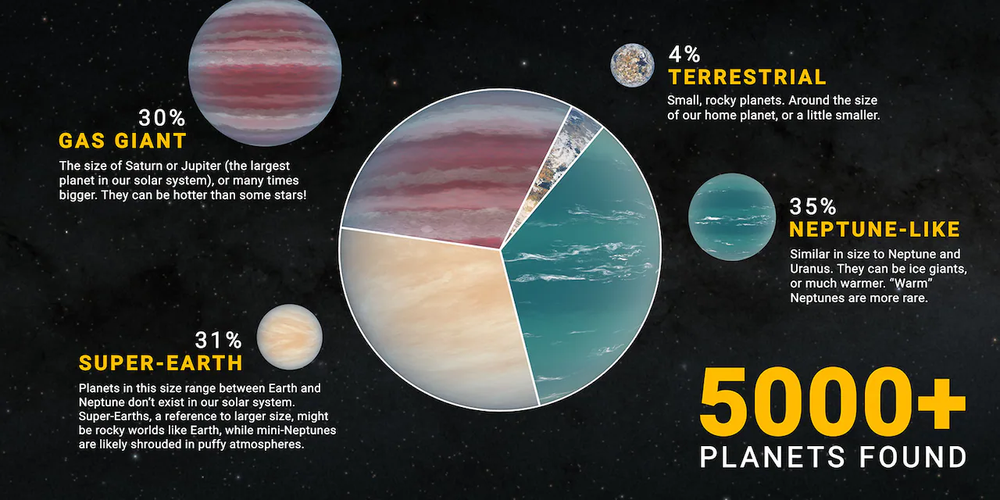 30%
GAS GIANT
The size of Saturn or Jupiter (the largest
planet in our solar system), or many times
bigger. They can be hotter than some stars!
4%
TERRESTRIAL
Small, rocky planets. Around the size
of our home planet, or a little smaller.
35%
NEPTUNE-LIKE
Similar in size to Neptune and
Uranus. They can be ice giants,
or much warmer. “Warm”
Neptunes are more rare.
31%
SUPER-EARTH
Planets in this size range between Earth and
Neptune don’t exist in our solar system.
Super-Earths, a reference to larger size, might
be rocky worlds like Earth, while mini-Neptunes
are likely shrouded in puffy atmospheres.
5000+
PLANETS FOUND